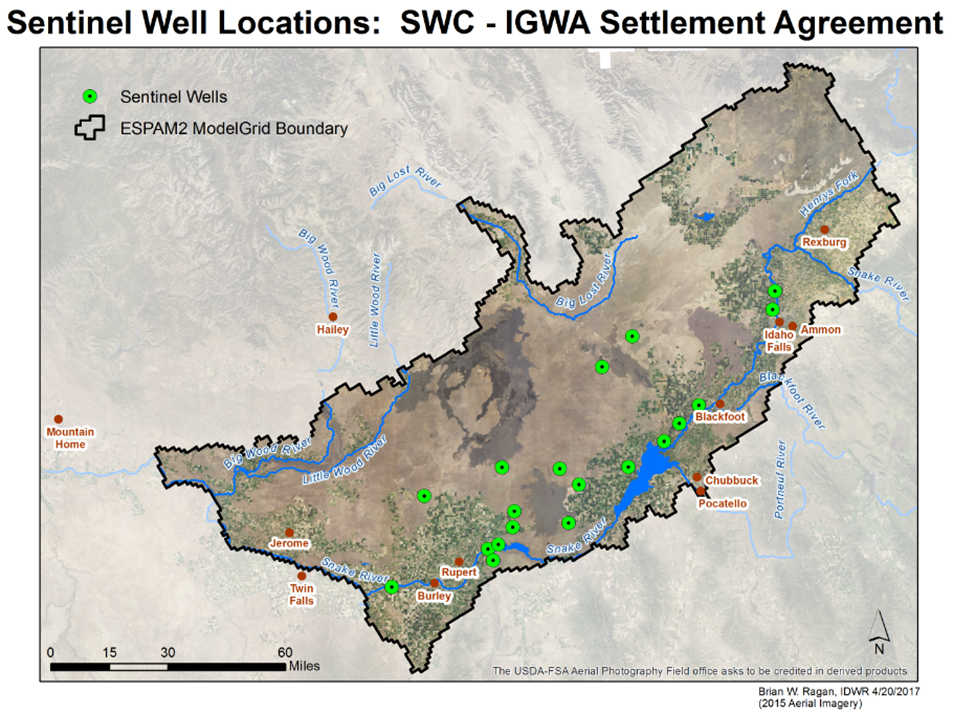 Sentinel Well Locations:  SWC - IGWA Settlement Agreement
Sentinel Wells
ESPAM2 ModelGrid Boundary
Big Lost River
Henrys Fork
Rexburg
Big Wood River
Little Wood River
Snake River
Big Lost River
Hailey
Idaho
Falls
Ammon
Blackfoot River
Blackfoot
Mountain
Home
Big Wood River
Little Wood River
Portneuf River
Chubbuck
Pocatello
Jerome
Snake River
Snake River
Rupert
Twin
Falls
Burley
0 15 30 60
Miles
N
The USDA-FSA Aerial Photography Field office asks to be credited in derived products
Brian W. Ragan, IDWR 4/20/2017
(2015 Aerial Imagery)